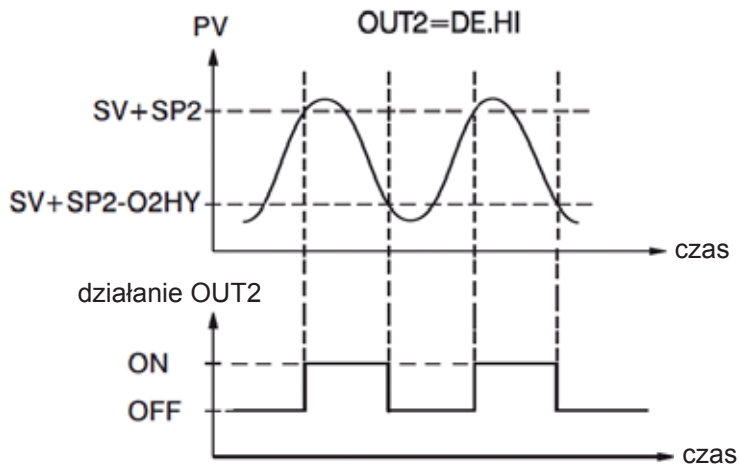 PV
OUT2=DE.HI
SV+SP2
SV+SP2-O2HY
czas
działanie OUT2
ON
OFF
czas